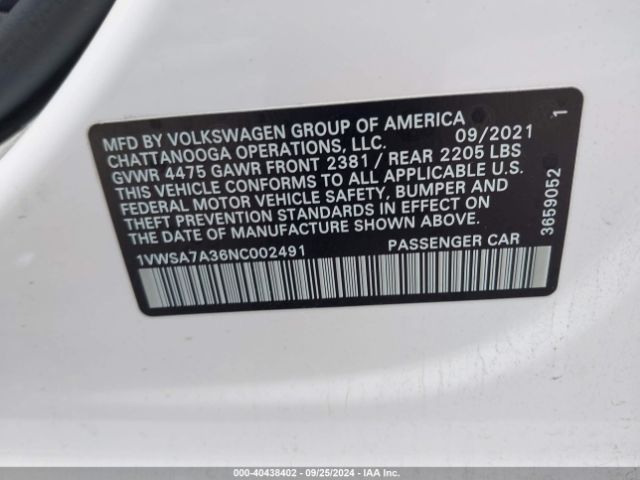 MFD BY VOLKSWAGEN GROUP OF AMERICA
CHATTANOOGA OPERATIONS, LLC. 09/2021
GVWR 4475 GAWR FRONT 2381 / REAR 2205 LBS
THIS VEHICLE CONFORMS TO ALL APPLICABLE U.S.
FEDERAL MOTOR VEHICLE SAFETY, BUMPER AND
THEFT PREVENTION STANDARDS IN EFFECT ON
THE DATE OF MANUFACTURE SHOWN ABOVE.
1VWSA7A36NC002491 PASSENGER CAR
3659052 1
000-40438402 - 09/25/2024 - IAA Inc.